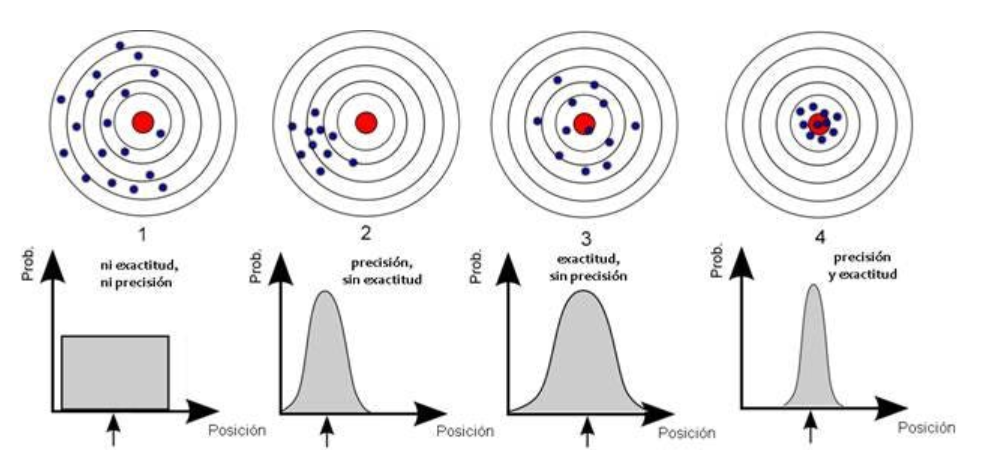 1
2
3
4
Prob.
ni exactitud,
ni precisión
Posición
Prob.
precisión,
sin exactitud
Posición
Prob.
exactitud,
sin precisión
Posición
Prob.
precisión
y exactitud
Posición